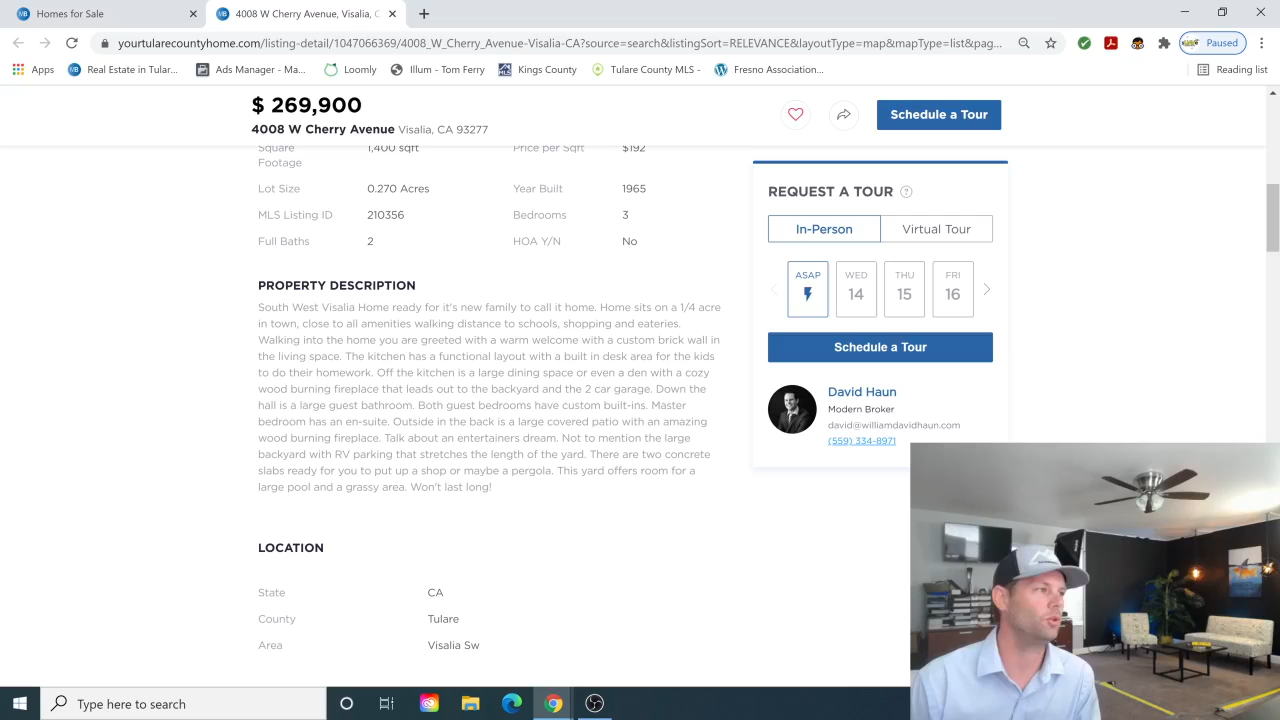 Homes for Sale
4008 W Cherry Avenue, Visalia, C
yourtularecountyhome.com/listing-detail/1047066369/4008_W_Cherry_Avenue-Visalia-CA?source=search&listingSort=RELEVANCE&layoutType=map&mapType=list&pag...
Paused
Apps
Real Estate in Tular...
Ads Manager - Ma...
Loomly
Illum - Tom Ferry
Kings County
Tulare County MLS -
Fresno Association...
Reading list
$ 269,900
4008 W Cherry Avenue Visalia, CA 93277
Schedule a Tour
Square Footage 1,400 sqft Price per Sqft $192
Lot Size 0.270 Acres Year Built 1965
MLS Listing ID 210356 Bedrooms 3
Full Baths 2 HOA Y/N No
PROPERTY DESCRIPTION
South West Visalia Home ready for it's new family to call it home. Home sits on a 1/4 acre
in town, close to all amenities walking distance to schools, shopping and eateries.
Walking into the home you are greeted with a warm welcome with a custom brick wall in
the living space. The kitchen has a functional layout with a built in desk area for the kids
to do their homework. Off the kitchen is a large dining space or even a den with a cozy
wood burning fireplace that leads out to the backyard and the 2 car garage. Down the
hall is a large guest bathroom. Both guest bedrooms have custom built-ins. Master
bedroom has an en-suite. Outside in the back is a large covered patio with an amazing
wood burning fireplace. Talk about an entertainers dream. Not to mention the large
backyard with RV parking that stretches the length of the yard. There are two concrete
slabs ready for you to put up a shop or maybe a pergola. This yard offers room for a
large pool and a grassy area. Won't last long!
LOCATION
State CA
County Tulare
Area Visalia Sw
REQUEST A TOUR ?
In-Person Virtual Tour
ASAP WED THU FRI
14 15 16
Schedule a Tour
David Haun
Modern Broker
david@williamdavidhaun.com
(559) 334-8971
Type here to search